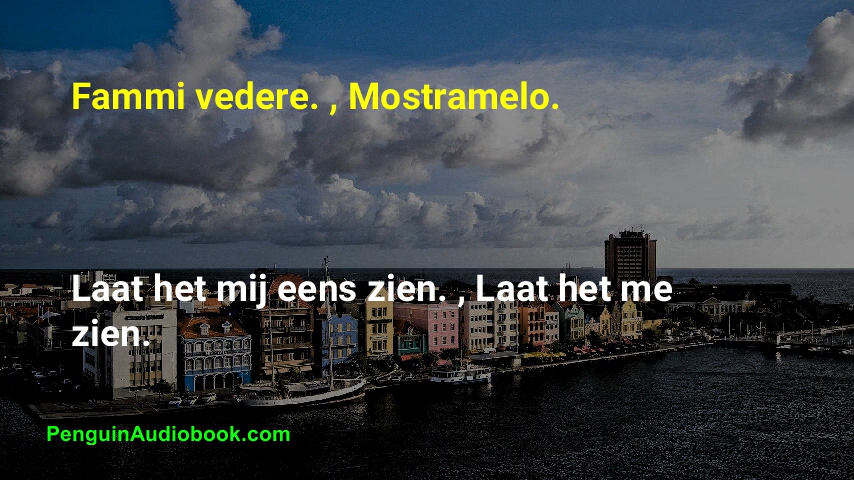 Fammi vedere. , Mostramelo.
Laat het mij eens zien. , Laat het me
zien.
PenguinAudiobook.com